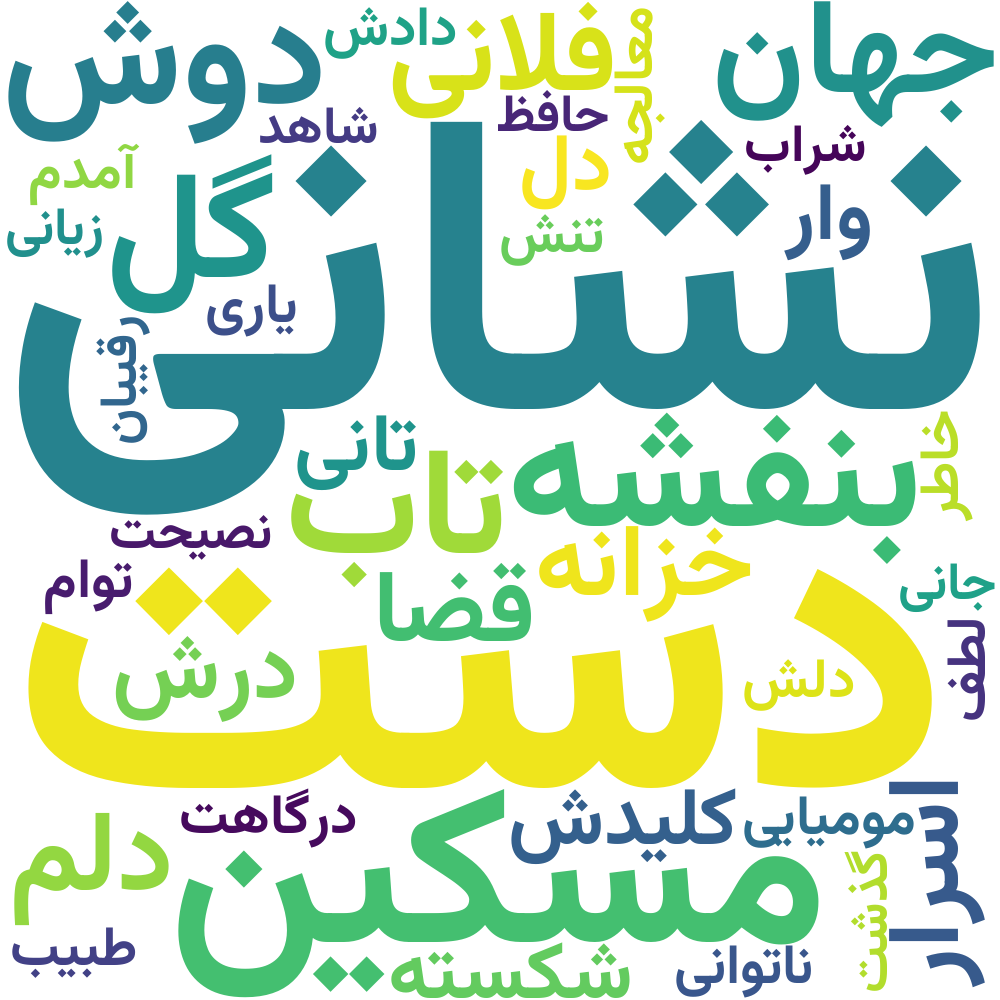 جهان
فلانی
دادش
دوش
معالجه
حافظ
شاهد
شراب
دل
آمدم
وار
گل
تنش
زیانی
نشانی
یاری
رقیبان
خاطر
تانی
بنفشه
تاب
نصیحت
خزانه
توام
قضا
جانی
دست
لطف
درش
دلش
اسرار
مومیایی
کلیدش
درگاهت
مسکین
دلم
گذشت
طبیب
ناتوانی
شکسته